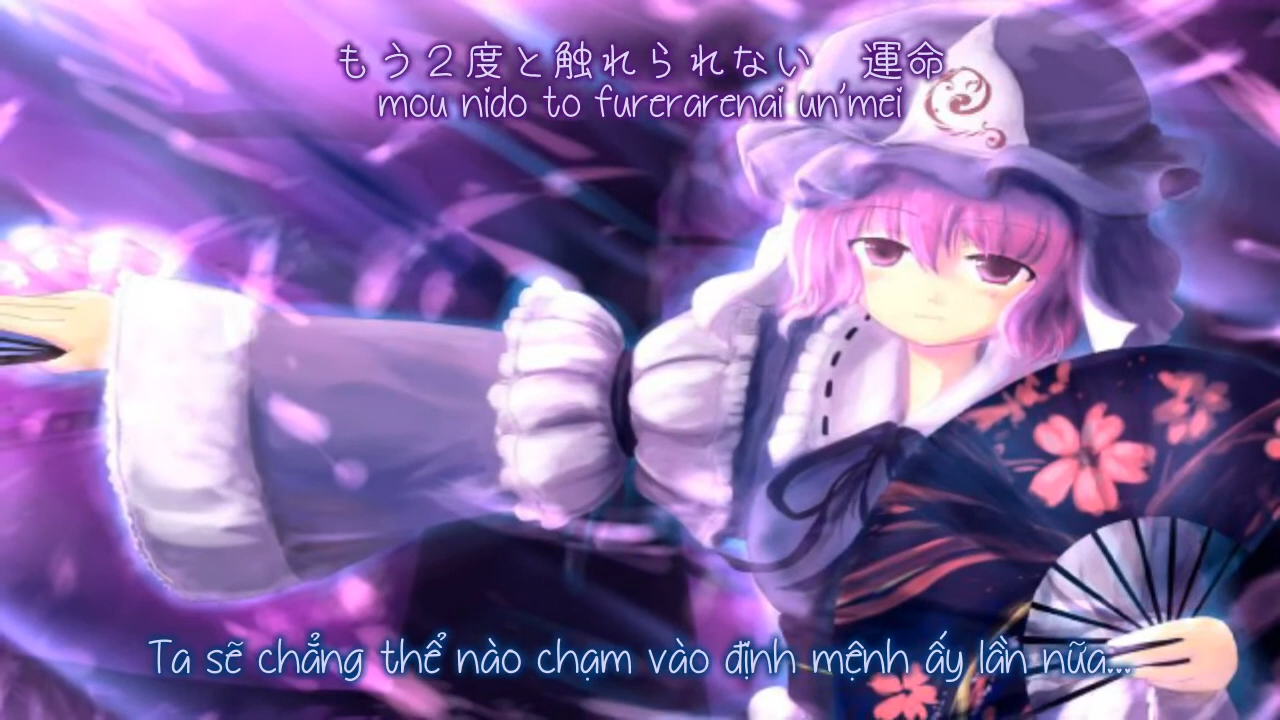 もう２度と触れられない　運命
mou nido to furerarenai un'mei
Ta sẽ chẳng thể nào chạm vào định mệnh ấy lần nữa...